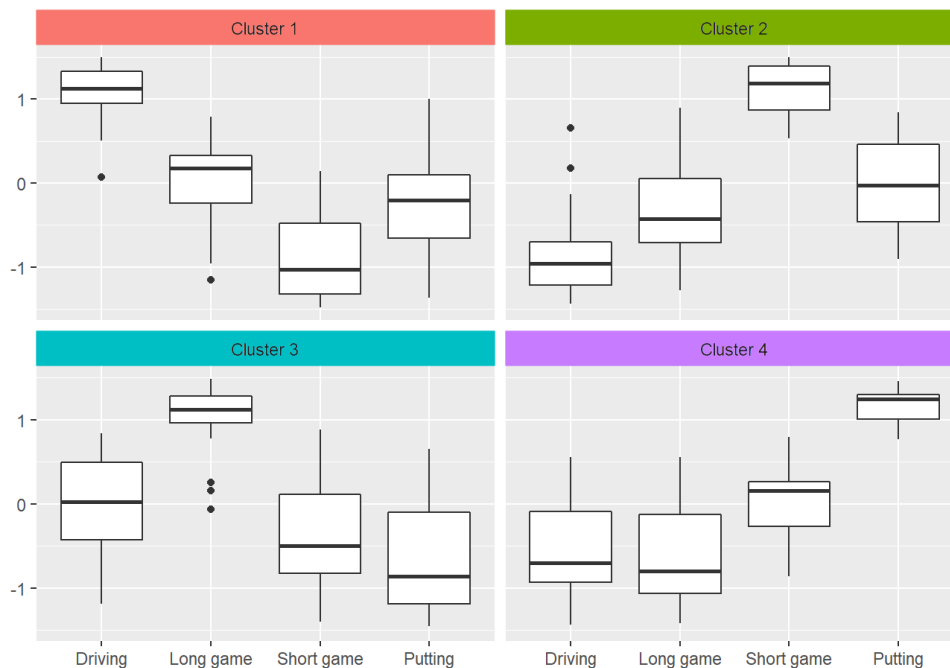 Cluster 1
Cluster 2
1
0
-1
Cluster 3
Cluster 4
1
0
-1
Driving Long game Short game Putting
Driving Long game Short game Putting